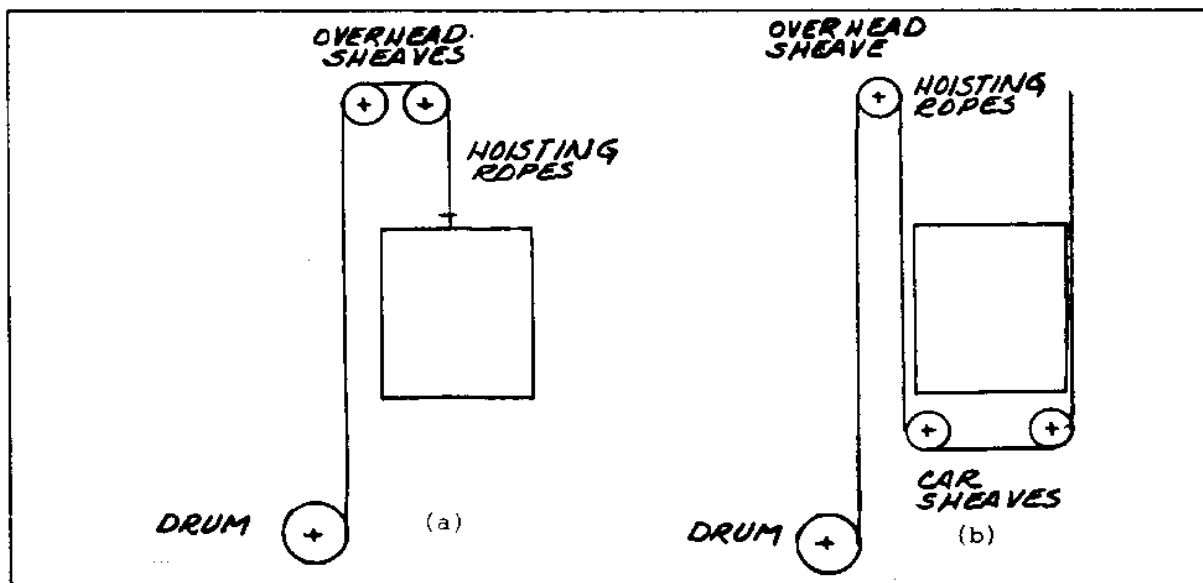 OVERHEAD
SHEAVES
HOISTING
ROPES
DRUM
(a)
OVERHEAD
SHEAVE
HOISTING
ROPES
CAR
SHEAVES
DRUM
(b)